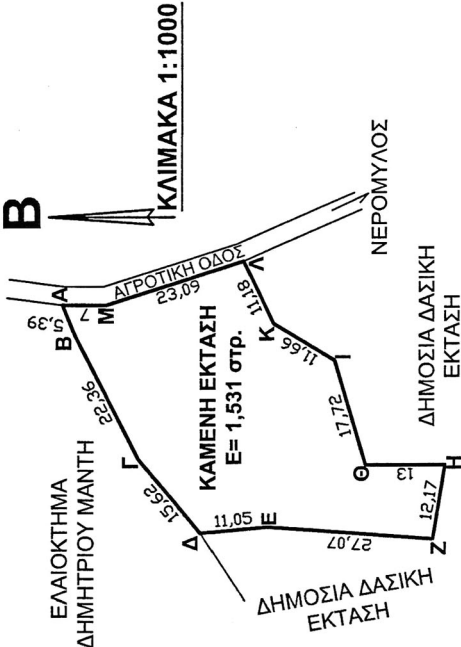 Β
ΚΛΙΜΑΚΑ 1:1000
ΕΛΑΙΟΚΤΗΜΑ
ΔΗΜΗΤΡΙΟΥ ΜΑΝΤΗ
Α
5,39
Β
7
Μ
ΑΓΡΟΤΙΚΗ ΟΔΟΣ
23,09
22,36
Γ
15,62
Δ
Λ
11,18
Κ
11,66
ΝΕΡΟΜΥΛΟΣ
ΚΑΜΕΝΗ ΕΚΤΑΣΗ
Ε= 1,531 στρ.
11,05
Ε
Ι
17,72
Θ
27,07
13
ΔΗΜΟΣΙΑ ΔΑΣΙΚΗ
ΕΚΤΑΣΗ
Ζ
12,17
Η
ΔΗΜΟΣΙΑ ΔΑΣΙΚΗ
ΕΚΤΑΣΗ